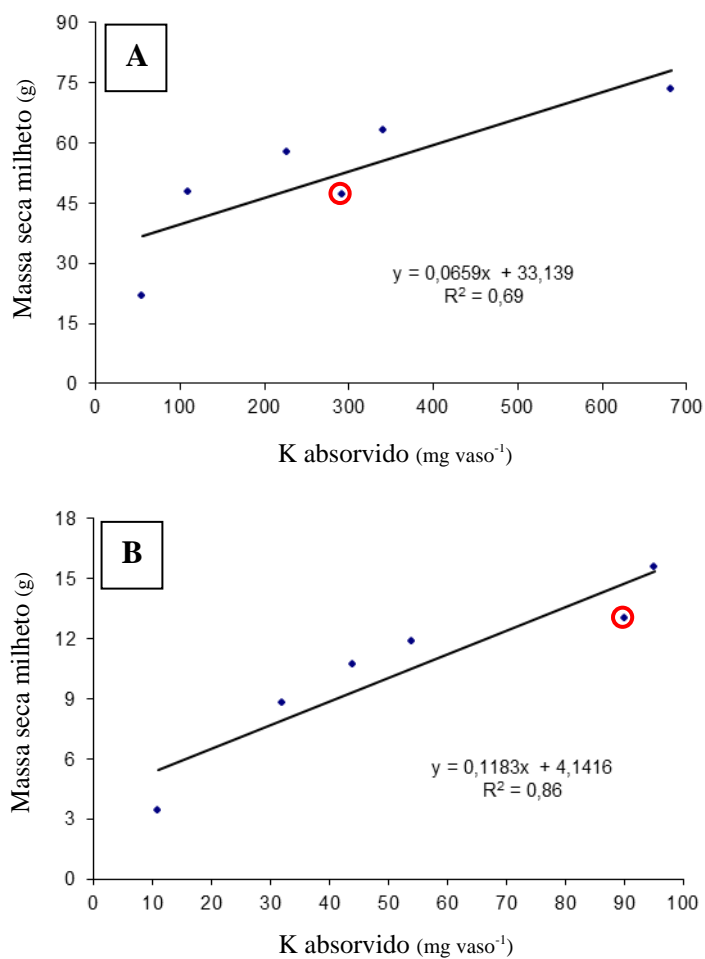 A
Massa seca milheto (g)
90
75
60
45
30
15
0
y = 0,0659x + 33,139
R² = 0,69
0 100 200 300 400 500 600 700
K absorvido (mg vaso⁻¹)
B
Massa seca milheto (g)
18
15
12
9
6
3
0
y = 0,1183x + 4,1416
R² = 0,86
0 10 20 30 40 50 60 70 80 90 100
K absorvido (mg vaso⁻¹)